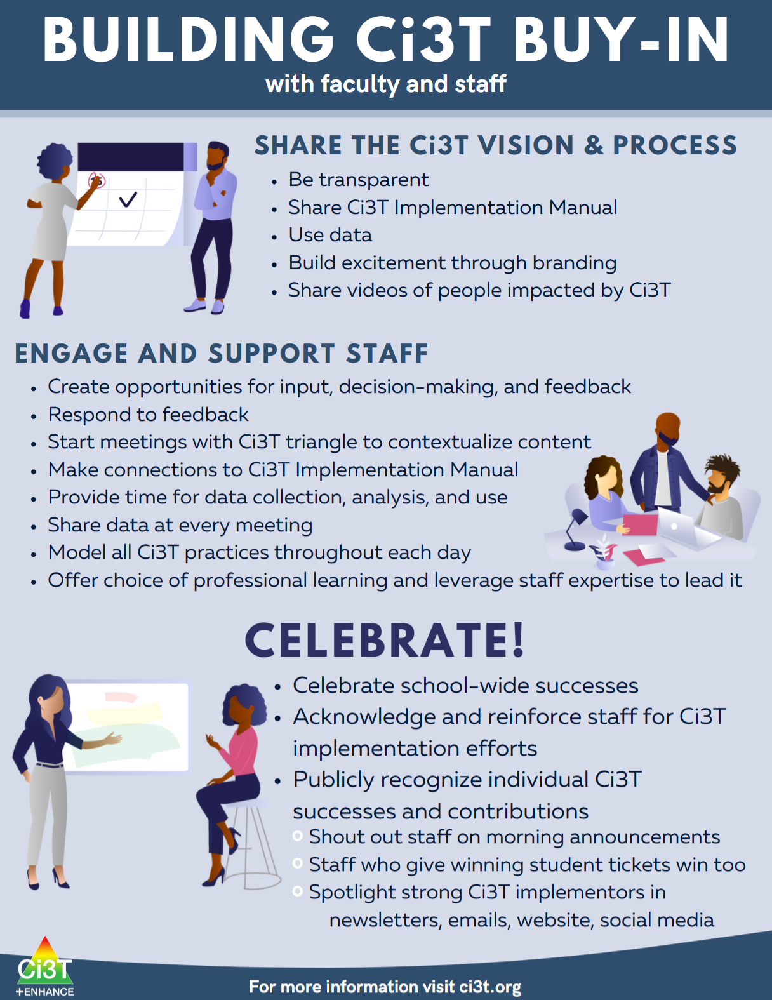 BUILDING Ci3T BUY-IN
with faculty and staff
SHARE THE Ci3T VISION & PROCESS
• Be transparent
• Share Ci3T Implementation Manual
• Use data
• Build excitement through branding
• Share videos of people impacted by Ci3T
15
ENGAGE AND SUPPORT STAFF
• Create opportunities for input, decision-making, and feedback
• Respond to feedback
• Start meetings with Ci3T triangle to contextualize content
• Make connections to Ci3T Implementation Manual
• Provide time for data collection, analysis, and use
• Share data at every meeting
• Model all Ci3T practices throughout each day
• Offer choice of professional learning and leverage staff expertise to lead it
CELEBRATE!
• Celebrate school-wide successes
• Acknowledge and reinforce staff for Ci3T
implementation efforts
• Publicly recognize individual Ci3T
successes and contributions
o Shout out staff on morning announcements
o Staff who give winning student tickets win too
o Spotlight strong Ci3T implementors in
newsletters, emails, website, social media
Ci3T
+ENHANCE
For more information visit ci3t.org